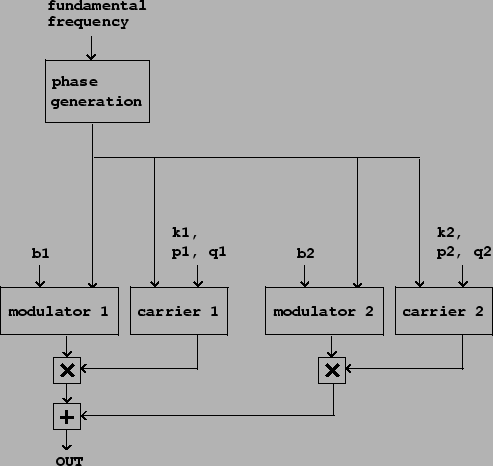 fundamental
frequency
phase
generation
k1,
k2,
b1
p1, q1
b2
p2, q2
modulator 1
carrier 1
modulator 2
carrier 2
×
×
+
OUT